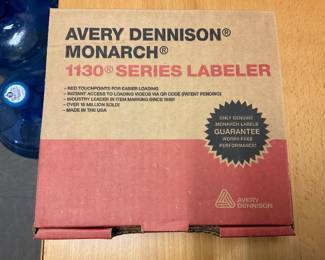 AVERY DENNISON®
MONARCH®
1130® SERIES LABELER
- RED TOUCHPOINTS FOR EASIER LOADING
- INSTANT ACCESS TO LOADING VIDEOS VIA QR CODE (PATENT PENDING)
- INDUSTRY LEADER IN ITEM MARKING SINCE 1902!
- OVER 15 MILLION SOLD!
- MADE IN THE USA
ONLY GENUINE
MONARCH LABELS
GUARANTEE
WORRY-FREE
PERFORMANCE!
AVERY
DENNISON